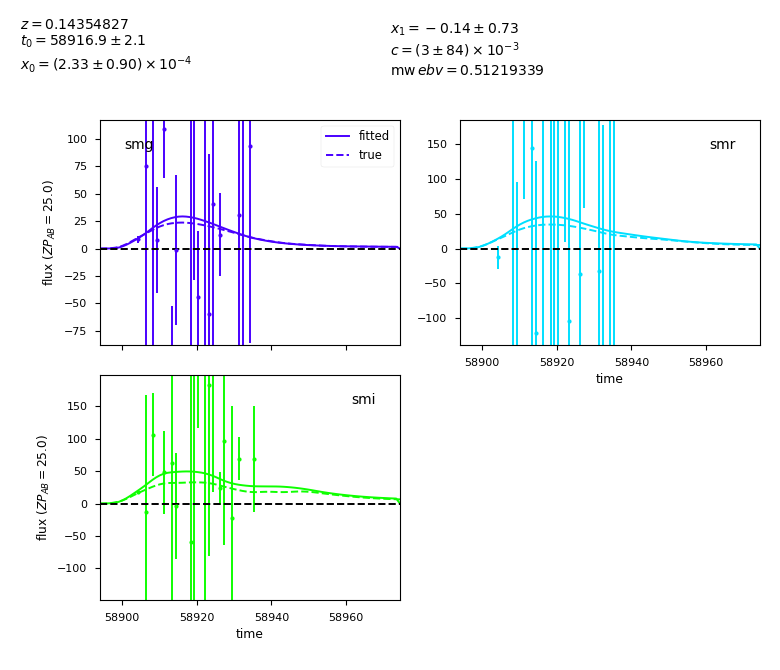 z = 0.14354827
t₀ = 58916.9 ± 2.1
x₀ = (2.33 ± 0.90) × 10⁻⁴
x₁ = −0.14 ± 0.73
c = (3 ± 84) × 10⁻³
mw ebv = 0.51219339
smg
fitted
true
100
75
50
25
0
−25
−50
−75
flux (ZP_AB = 25.0)
smr
150
100
50
0
−50
−100
58900 58920 58940 58960
time
smi
150
100
50
0
−50
−100
flux (ZP_AB = 25.0)
58900 58920 58940 58960
time